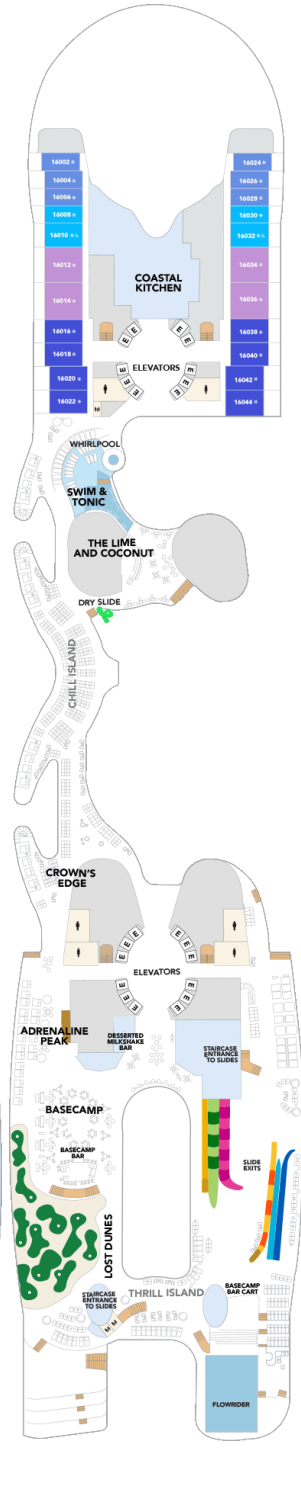 16002
16004
16006
16008
16010
16012
16014
16016
16018
16020
16022
16024
16026
16028
16030
16032
16034
16036
16038
16040
16042
16044
COASTAL
KITCHEN
E E E E
ELEVATORS
E E E E E E
WHIRLPOOL
SWIM &
TONIC
THE LIME
AND COCONUT
DRY SLIDE
CHILL ISLAND
CROWN'S
EDGE
E E E E E E
ELEVATORS
E E E E E E
ADRENALINE
PEAK
DESSERTED
MILKSHAKE
BAR
STAIRCASE
ENTRANCE
TO SLIDES
BASECAMP
BASECAMP
BAR
SLIDE
EXITS
LOST DUNES
THRILL ISLAND
STAIRCASE
ENTRANCE
TO SLIDES
BASECAMP
BAR CART
FLOWRIDER